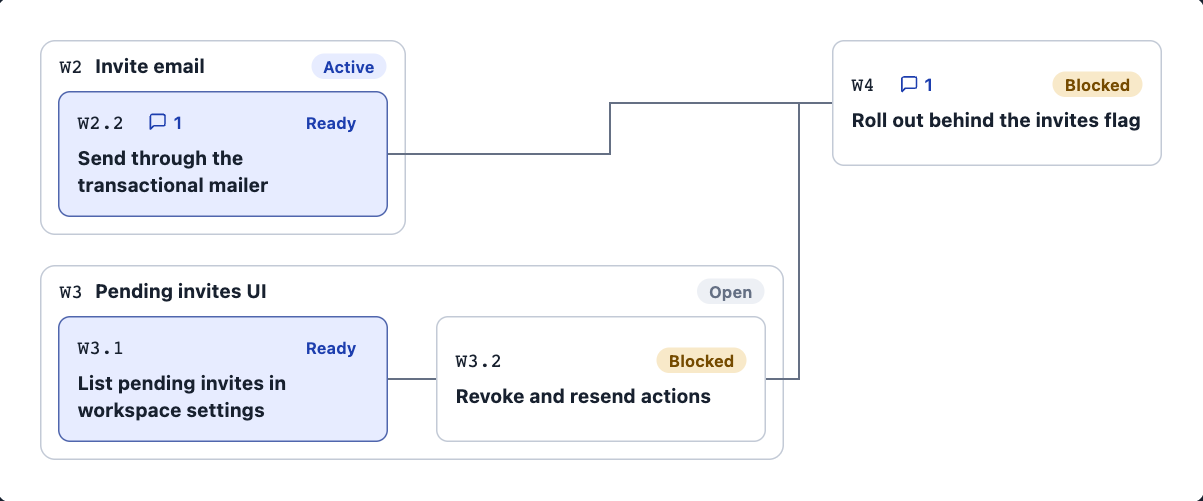 W2 Invite email Active
W2.2 1 Ready
Send through the
transactional mailer
W4 1 Blocked
Roll out behind the invites flag
W3 Pending invites UI Open
W3.1 Ready
List pending invites in
workspace settings
W3.2 Blocked
Revoke and resend actions